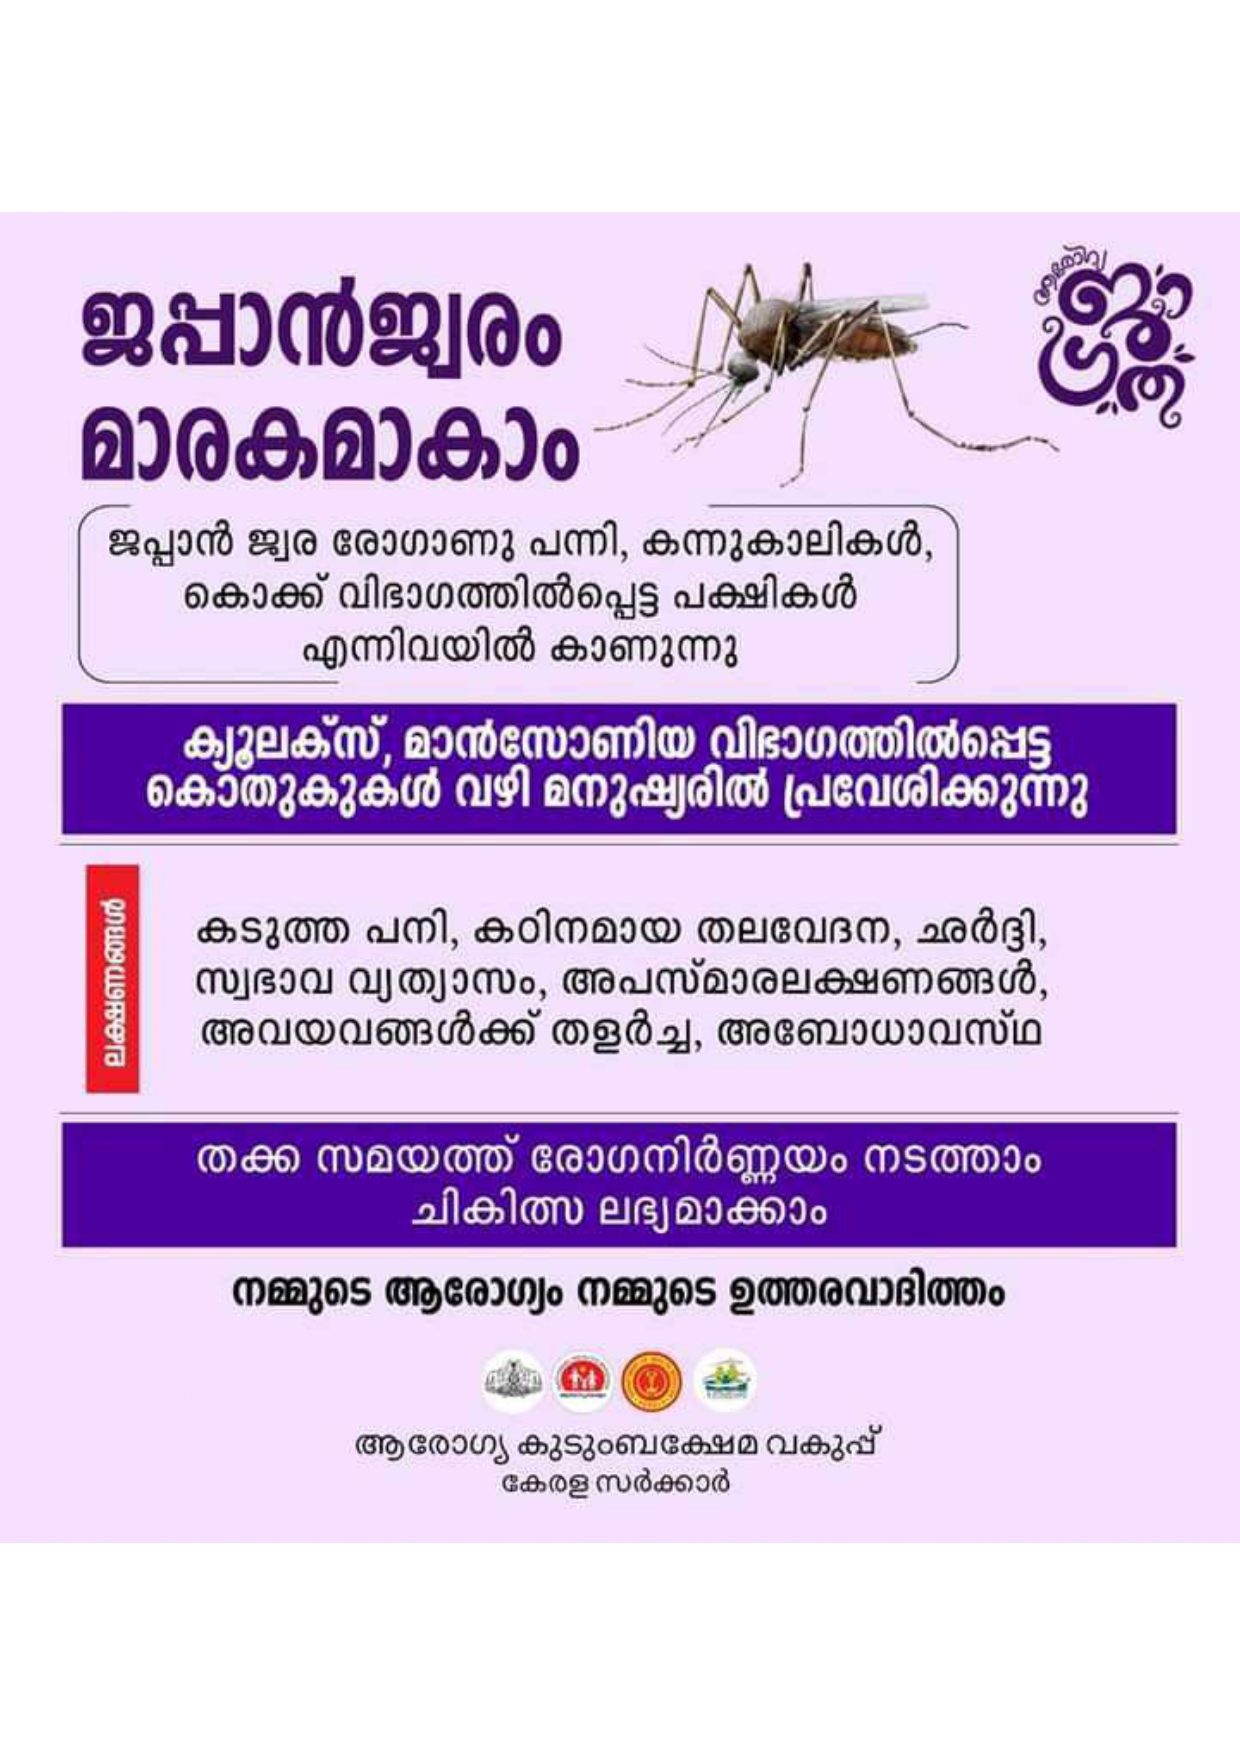 ആരോഗ്യ
ജാഗ്രത
ജപ്പാൻജ്വരം
മാരകമാകാം
ജപ്പാൻ ജ്വര രോഗാണു പന്നി, കന്നുകാലികൾ,
കൊക്ക് വിഭാഗത്തിൽപ്പെട്ട പക്ഷികൾ
എന്നിവയിൽ കാണുന്നു
ക്യൂലക്സ്, മാൻസോണിയ വിഭാഗത്തിൽപ്പെട്ട
കൊതുകുകൾ വഴി മനുഷ്യരിൽ പ്രവേശിക്കുന്നു
ലക്ഷണങ്ങൾ
കടുത്ത പനി, കഠിനമായ തലവേദന, ഛർദ്ദി,
സ്വഭാവ വ്യത്യാസം, അപസ്മാരലക്ഷണങ്ങൾ,
അവയവങ്ങൾക്ക് തളർച്ച, അബോധാവസ്ഥ
തക്ക സമയത്ത് രോഗനിർണ്ണയം നടത്താം
ചികിത്സ ലഭ്യമാക്കാം
നമ്മുടെ ആരോഗ്യം നമ്മുടെ ഉത്തരവാദിത്തം
ആരോഗ്യ കുടുംബക്ഷേമ വകുപ്പ്
കേരള സർക്കാർ